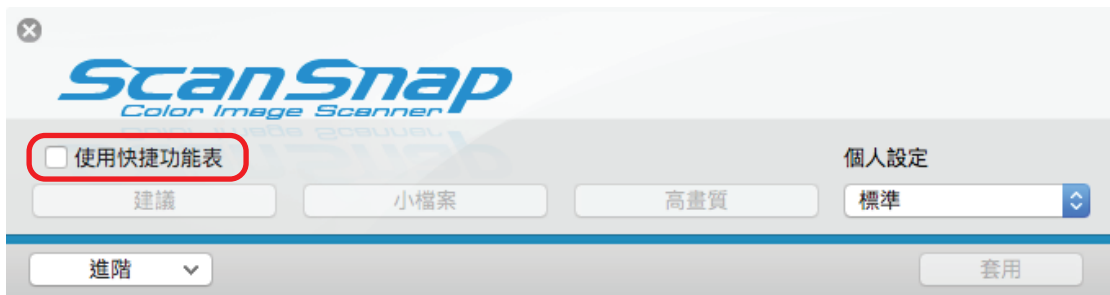 ScanSnap
Color Image Scanner
使用快捷功能表
個人設定
建議
小檔案
高畫質
標準
進階
套用